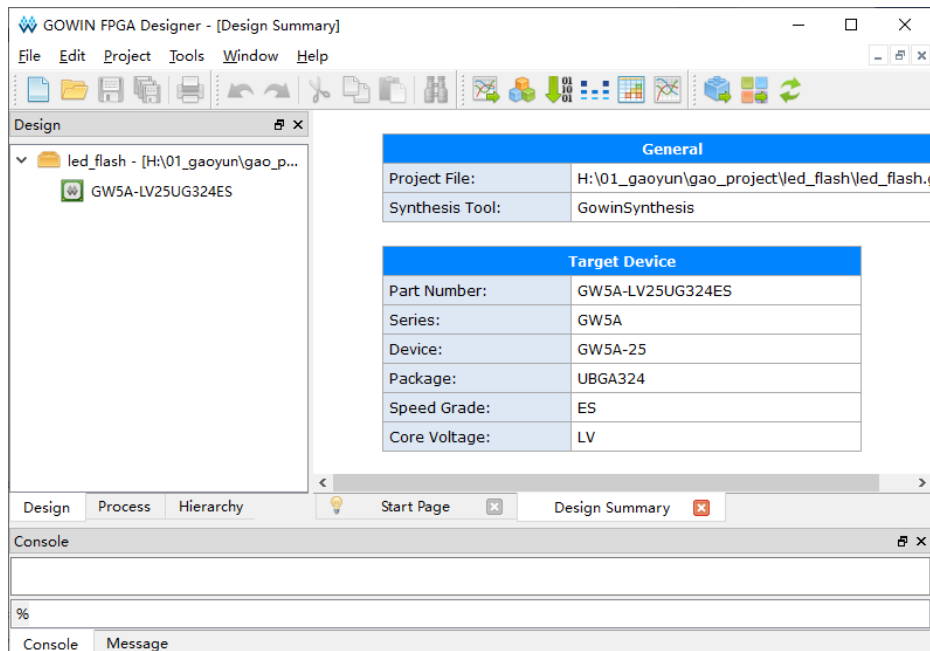 GOWIN FPGA Designer - [Design Summary]
File Edit Project Tools Window Help
Design
led_flash - [H:\01_gaoyun\gao_p...
GW5A-LV25UG324ES
General
Project File: H:\01_gaoyun\gao_project\led_flash\led_flash.g
Synthesis Tool: GowinSynthesis
Target Device
Part Number: GW5A-LV25UG324ES
Series: GW5A
Device: GW5A-25
Package: UBGA324
Speed Grade: ES
Core Voltage: LV
Design Process Hierarchy
Start Page Design Summary
Console
%
Console Message